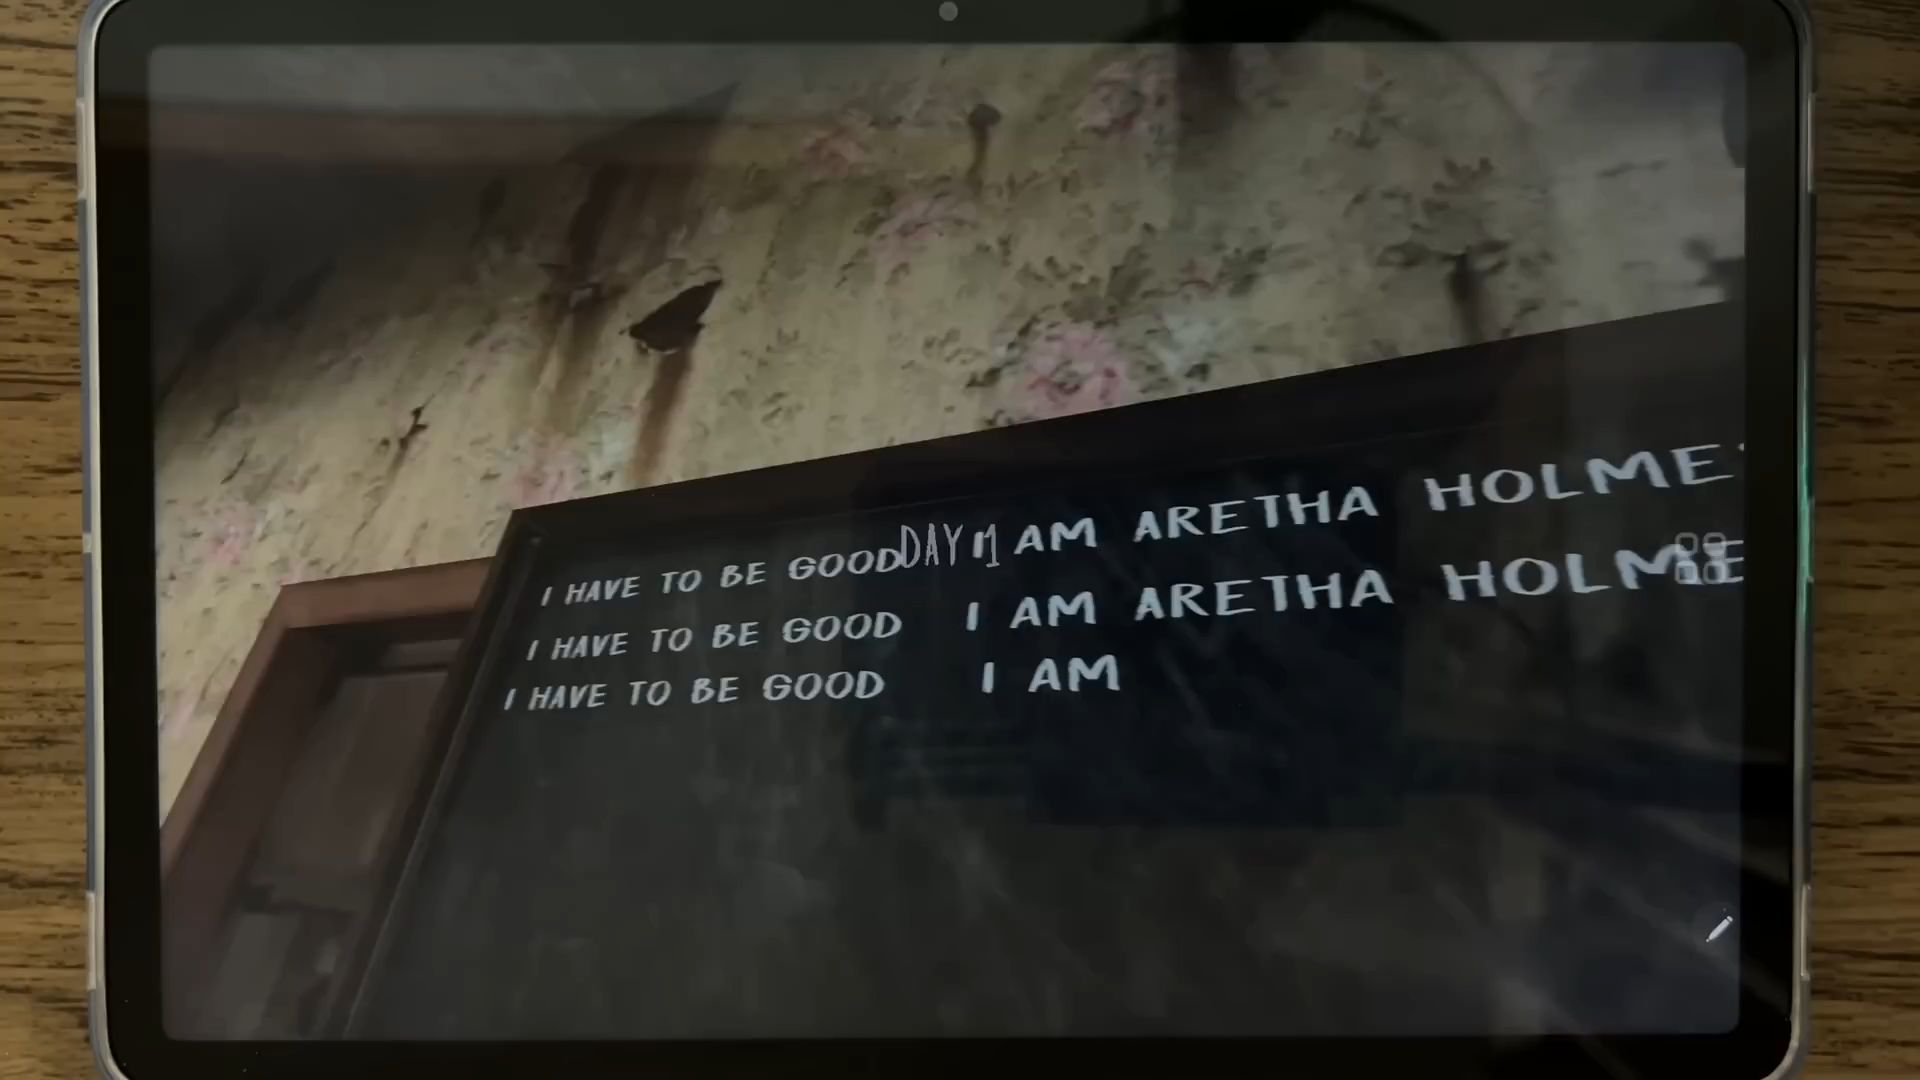 I HAVE TO BE GOOD
I HAVE TO BE GOOD
I HAVE TO BE GOOD
DAY 1
I AM ARETHA HOLMES
I AM ARETHA HOLME
I AM